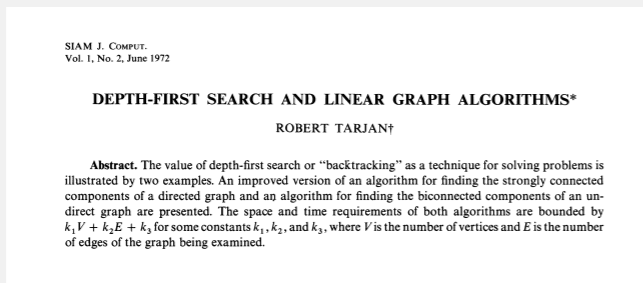 SIAM J. COMPUT.
Vol. 1, No. 2, June 1972
DEPTH-FIRST SEARCH AND LINEAR GRAPH ALGORITHMS*
ROBERT TARJAN†
Abstract. The value of depth-first search or “backtracking” as a technique for solving problems is
illustrated by two examples. An improved version of an algorithm for finding the strongly connected
components of a directed graph and an algorithm for finding the biconnected components of an un-
direct graph are presented. The space and time requirements of both algorithms are bounded by
k₁V + k₂E + k₃ for some constants k₁, k₂, and k₃, where V is the number of vertices and E is the number
of edges of the graph being examined.